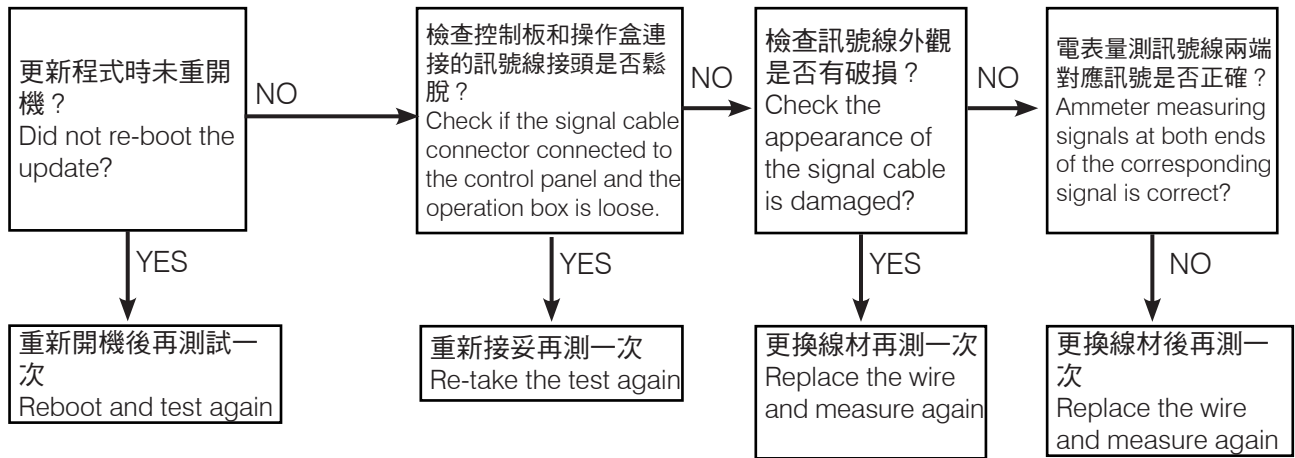 更新程式時未重開
機？
Did not re-boot the
update?
NO
檢查控制板和操作盒連
接的訊號線接頭是否鬆
脫？
Check if the signal cable
connector connected to
the control panel and the
operation box is loose.
NO
檢查訊號線外觀
是否有破損？
Check the
appearance of
the signal cable
is damaged?
NO
電表量測訊號線兩端
對應訊號是否正確？
Ammeter measuring
signals at both ends
of the corresponding
signal is correct?
YES
YES
YES
NO
重新開機後再測試一
次
Reboot and test again
重新接妥再測一次
Re-take the test again
更換線材再測一次
Replace the wire
and measure again
更換線材後再測一
次
Replace the wire
and measure again